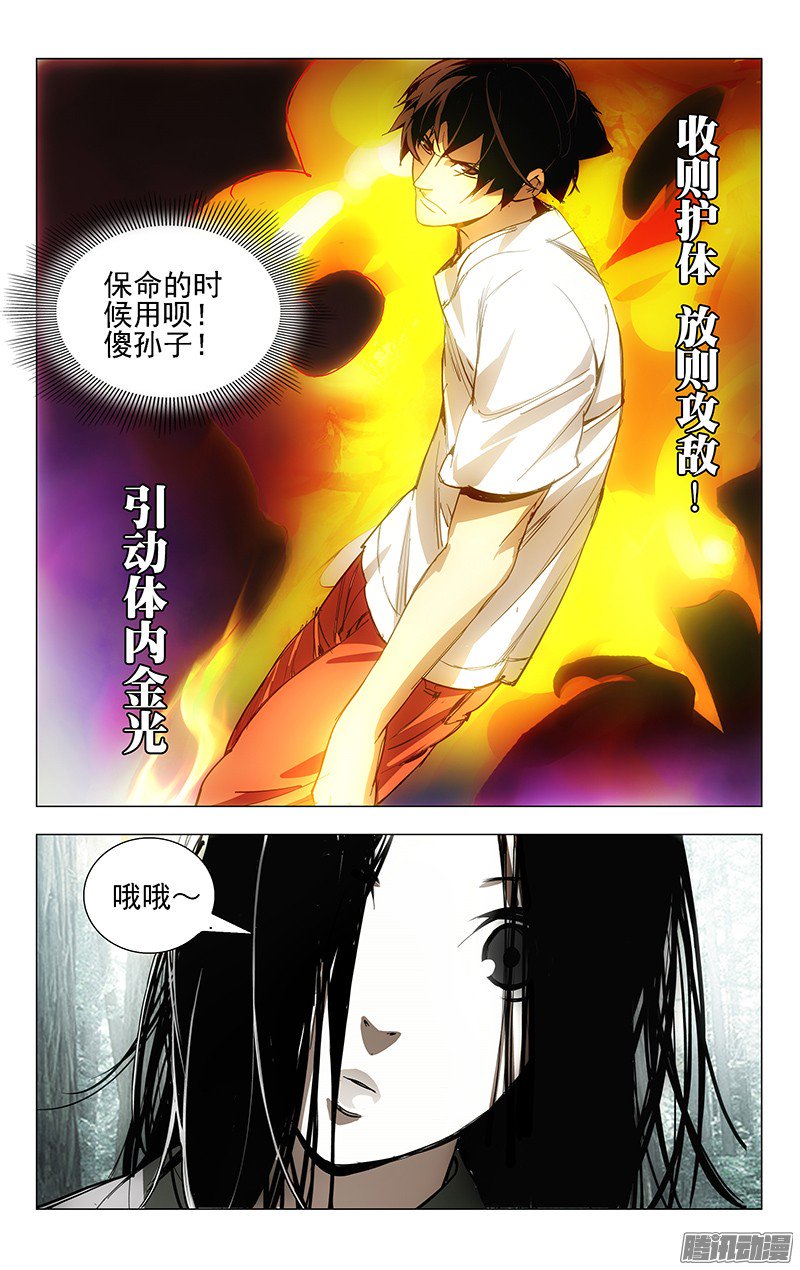 保命的时
候用呗！
傻孙子！
引动体内金光
收则护体 放则攻敌！
哦哦～
腾讯动漫